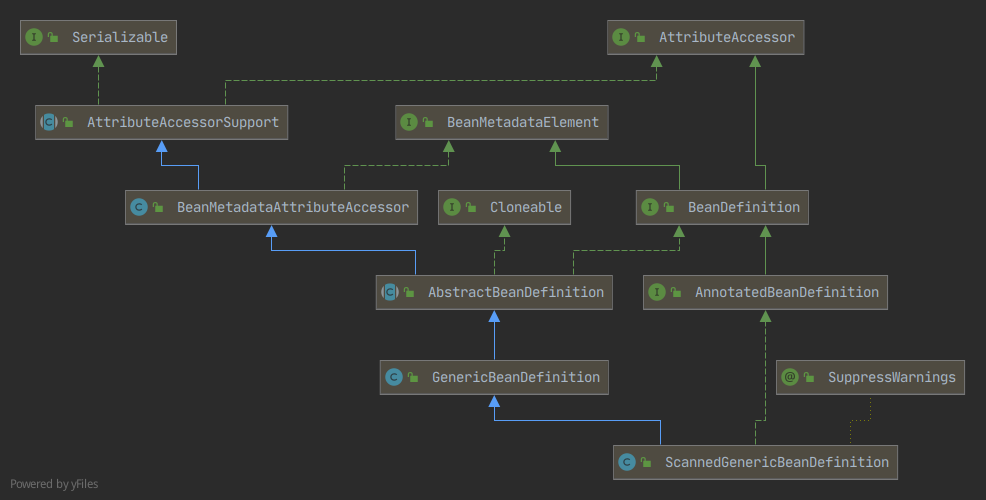 Serializable
AttributeAccessor
AttributeAccessorSupport
BeanMetadataElement
BeanMetadataAttributeAccessor
Cloneable
BeanDefinition
AbstractBeanDefinition
AnnotatedBeanDefinition
GenericBeanDefinition
SuppressWarnings
ScannedGenericBeanDefinition
Powered by yFiles